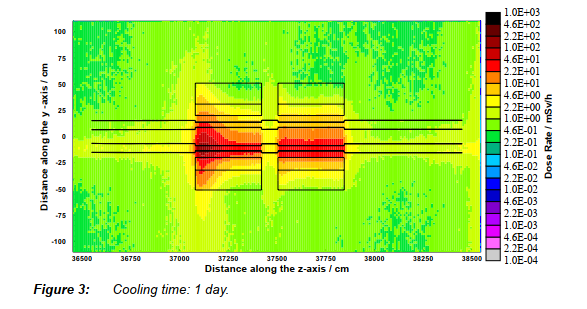 Distance along the y -axis / cm
100
75
50
25
0
-25
-50
-75
-100
36500
36750
37000
37250
37500
37750
38000
38250
38500
Distance along the z-axis / cm
1.0E+03
4.6E+02
2.2E+02
1.0E+02
4.6E+01
2.2E+01
1.0E+01
4.6E+00
2.2E+00
1.0E+00
4.6E-01
2.2E-01
1.0E-01
4.6E-02
2.2E-02
1.0E-02
4.6E-03
2.2E-03
1.0E-03
4.6E-04
2.2E-04
1.0E-04
Dose Rate / mSv/h
Figure 3: Cooling time: 1 day.